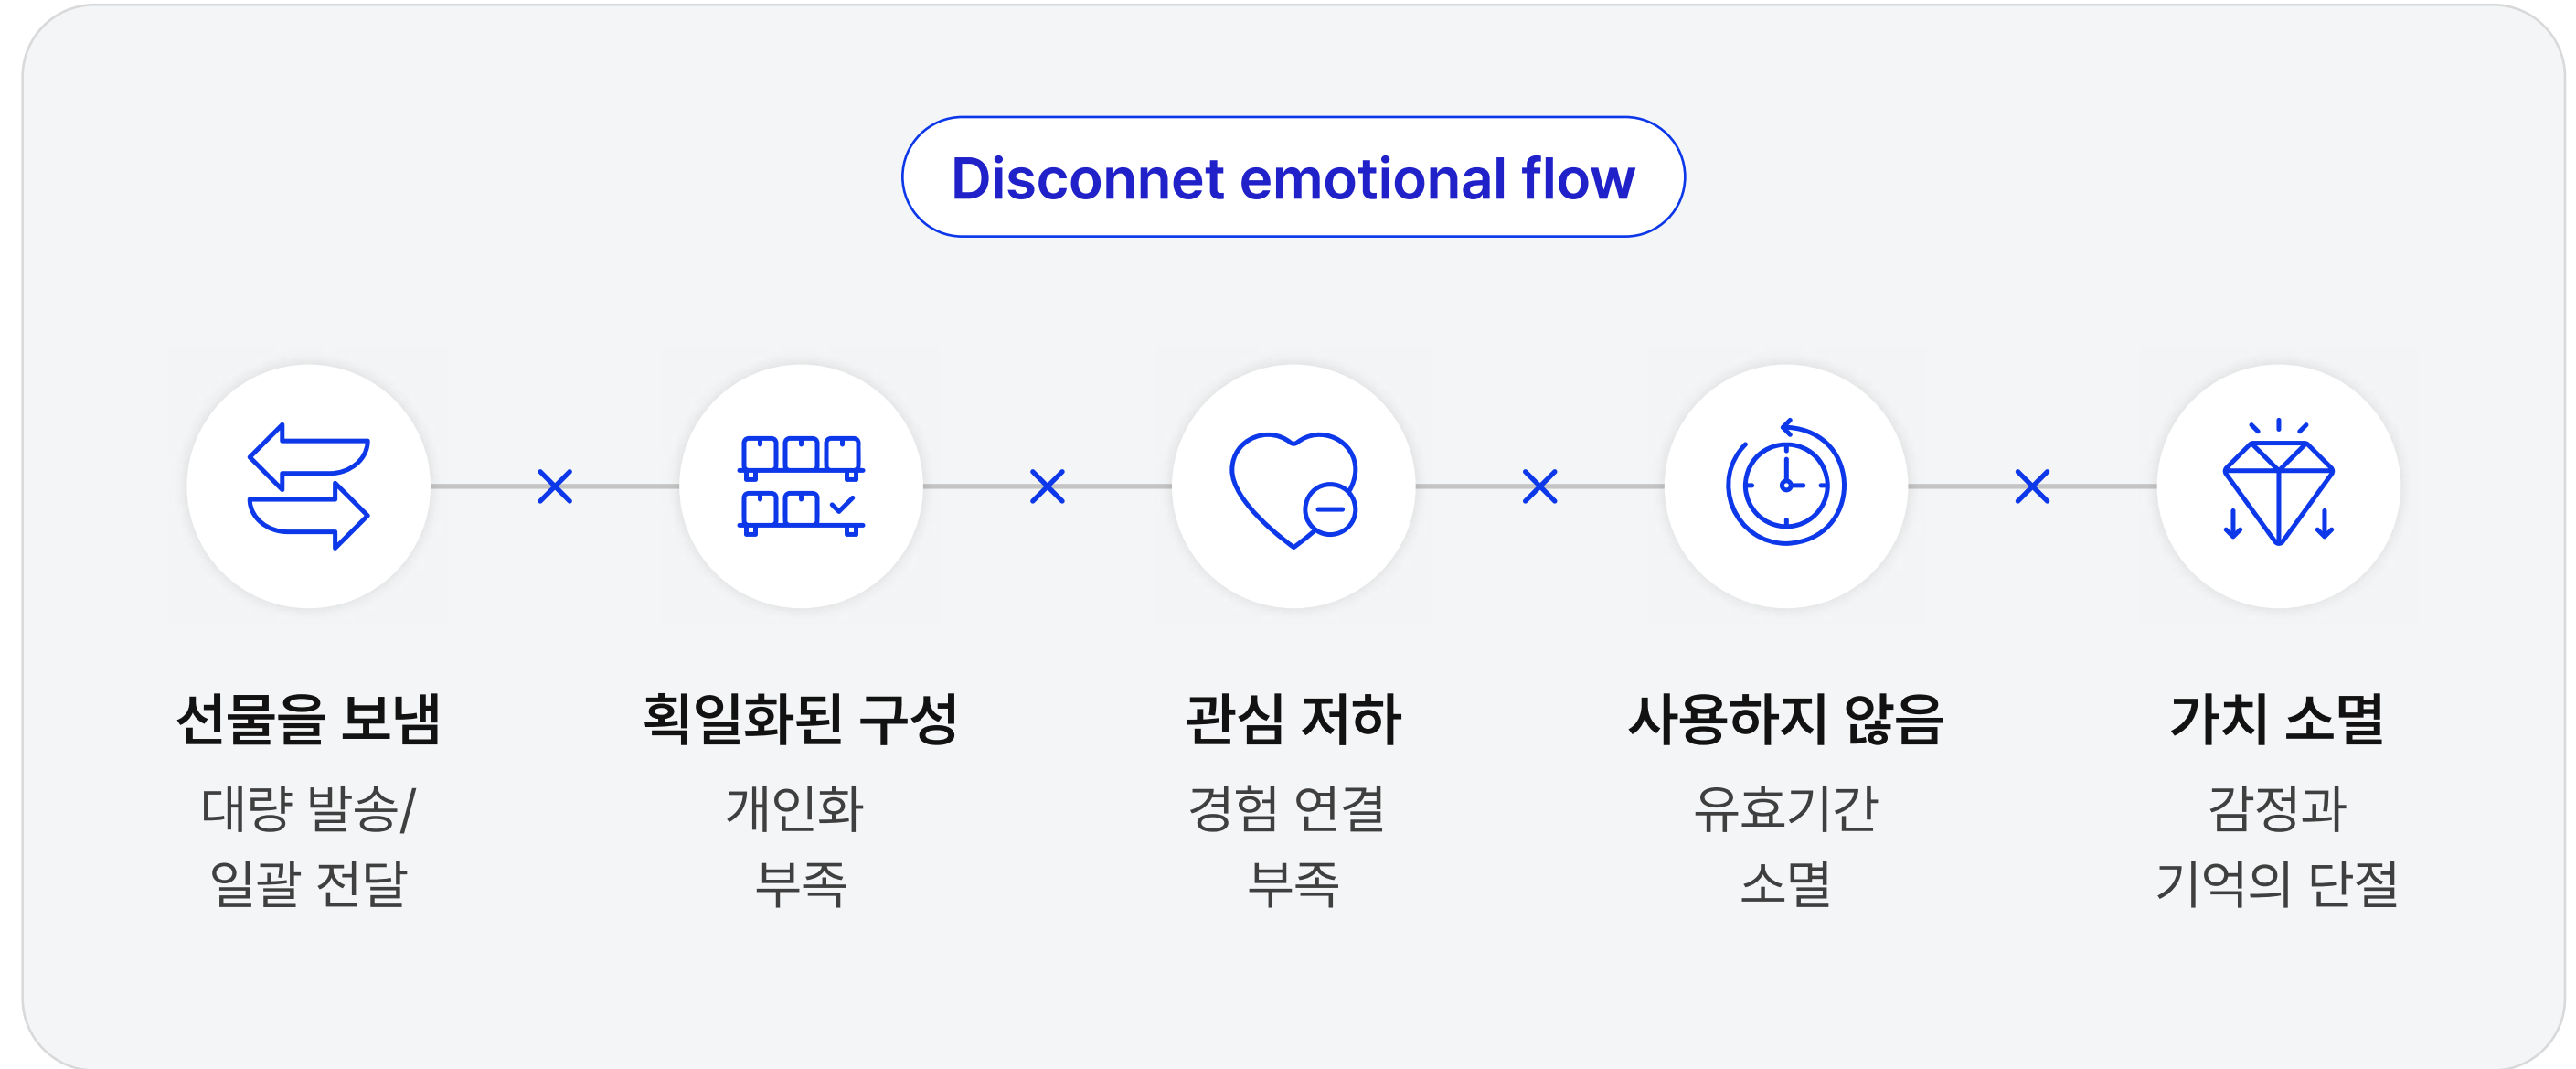 Disconnet emotional flow
선물을 보냄
대량 발송/
일괄 전달
획일화된 구성
개인화
부족
관심 저하
경험 연결
부족
사용하지 않음
유효기간
소멸
가치 소멸
감정과
기억의 단절